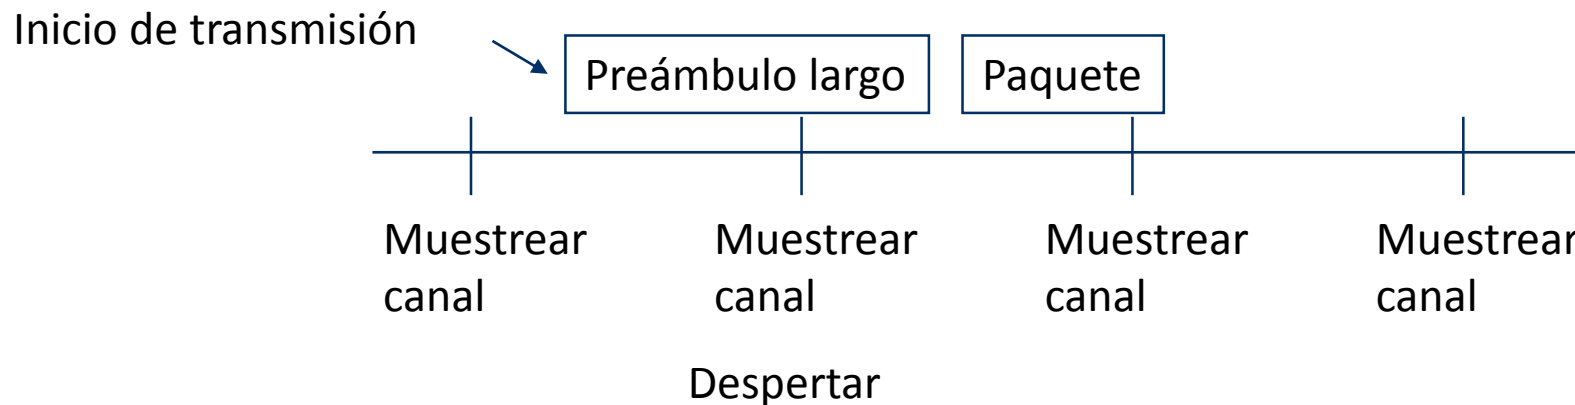 Inicio de transmisión
Preámbulo largo
Paquete
Muestrear
canal
Muestrear
canal
Muestrear
canal
Muestrear
canal
Despertar